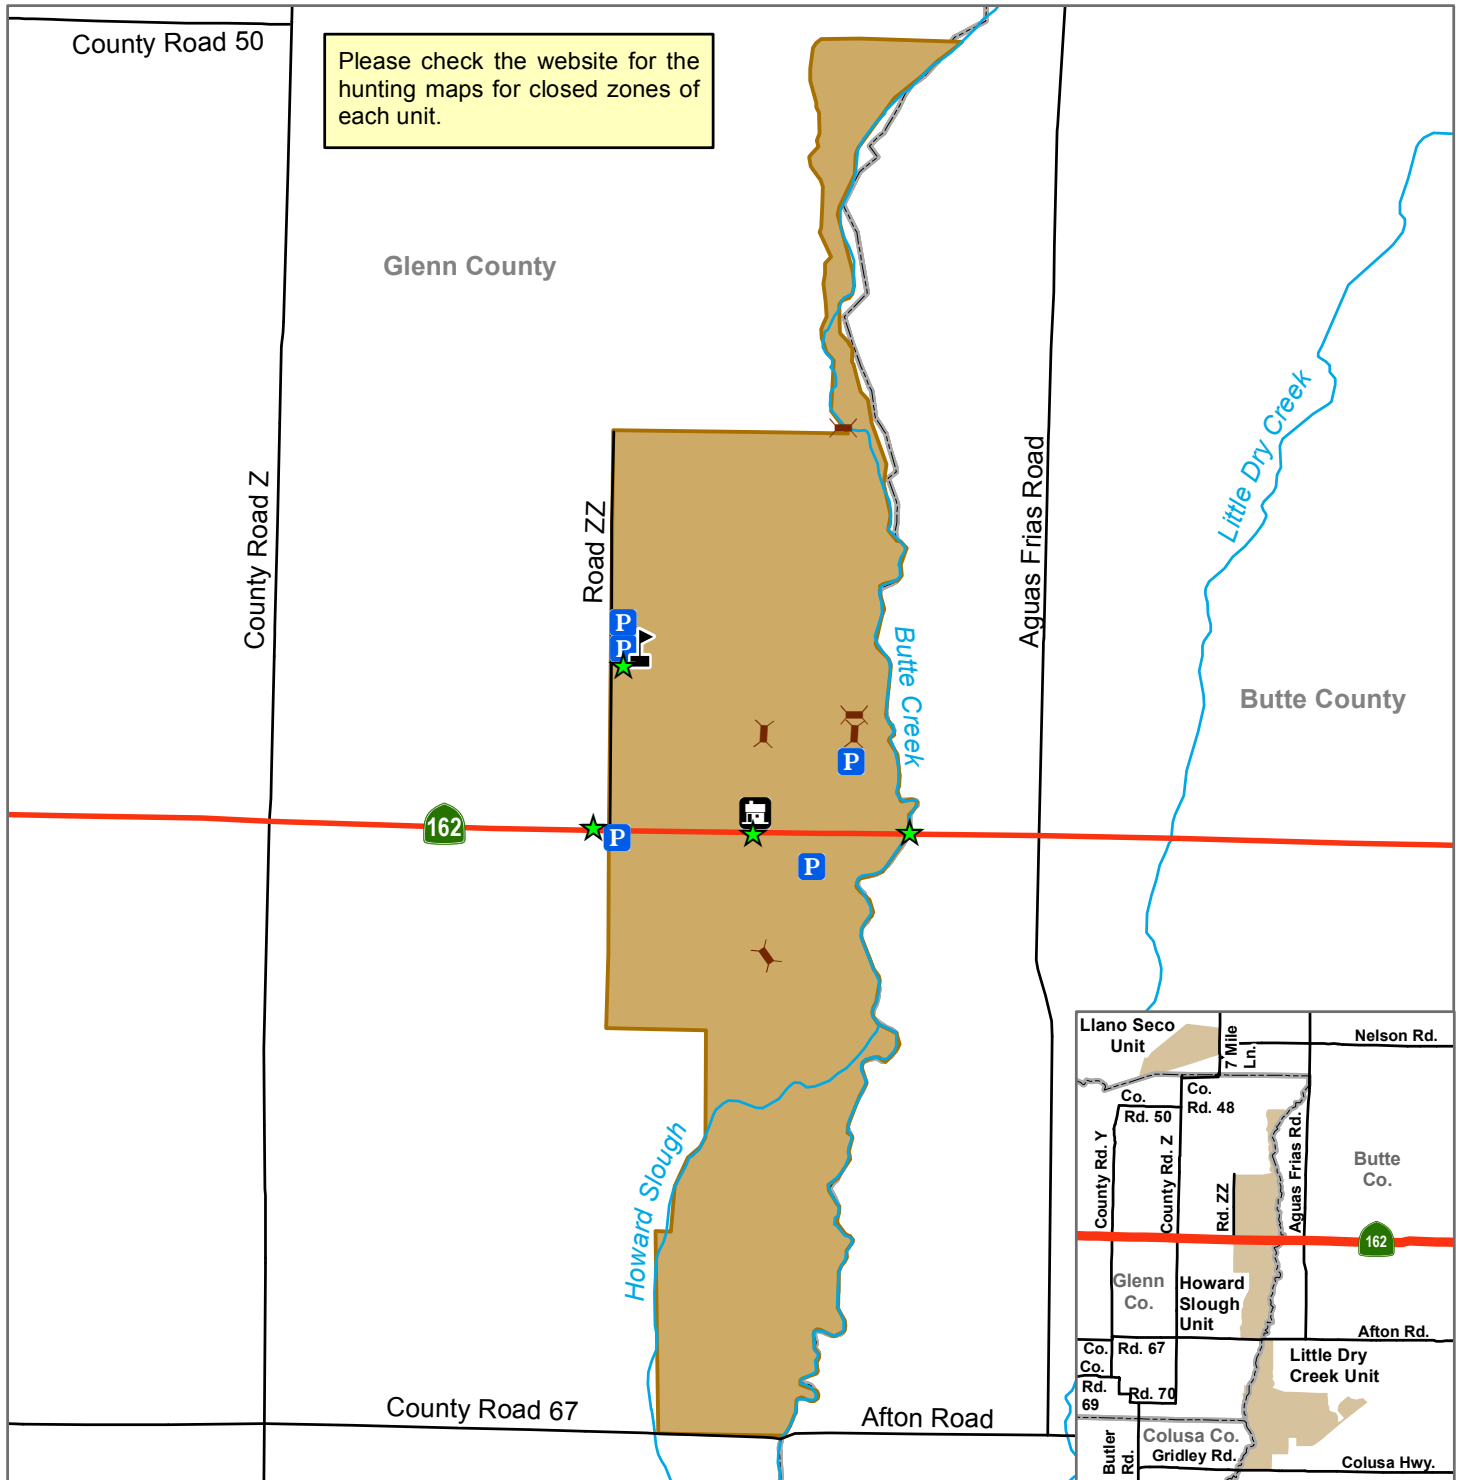 County Road 50
Please check the website for the
hunting maps for closed zones of
each unit.
Glenn County
County Road Z
Road ZZ
Aguas Frias Road
Little Dry Creek
Butte Creek
Butte County
P
P
P
162
P
P
Howard Slough
County Road 67
Afton Road
Llano Seco
Unit
7 Mile
Ln.
Nelson Rd.
Co.
Rd. 50
Co.
Rd. 48
County Rd. Y
County Rd. Z
Rd. ZZ
Aguas Frias Rd.
Butte
Co.
162
Glenn
Co.
Howard
Slough
Unit
Afton Rd.
Co.
Rd. 67
Co.
Rd.
69
Rd. 70
Little Dry
Creek Unit
Colusa Co.
Butler
Rd.
Gridley Rd.
Colusa Hwy.